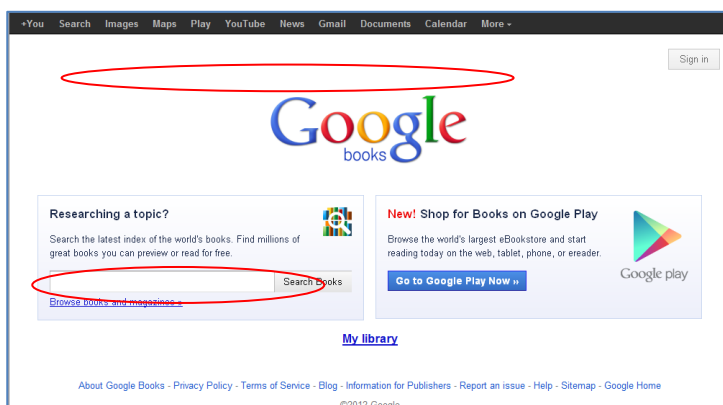 +You Search Images Maps Play YouTube News Gmail Documents Calendar More
Sign in
Google
books
Researching a topic?
Search the latest index of the world's books. Find millions of
great books you can preview or read for free.
Search Books
Browse books and magazines »
New! Shop for Books on Google Play
Browse the world's largest eBookstore and start
reading today on the web, tablet, phone, or ereader.
Go to Google Play Now »
Google play
My library
About Google Books - Privacy Policy - Terms of Service - Blog - Information for Publishers - Report an issue - Help - Sitemap - Google Home
©2012 Google